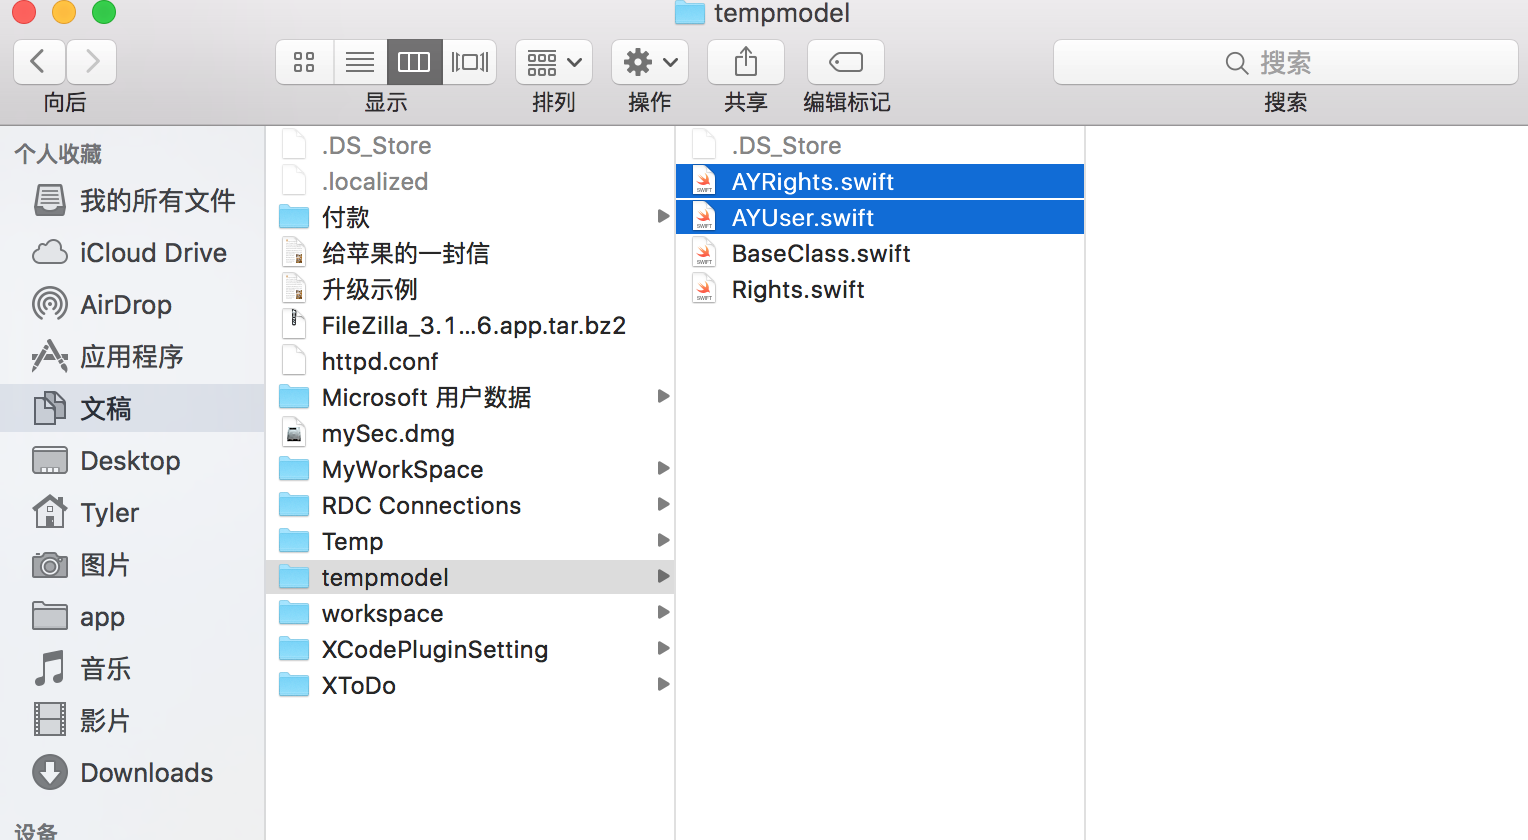 tempmodel
向后
显示
排列
操作
共享
编辑标记
搜索
搜索
个人收藏
我的所有文件
iCloud Drive
AirDrop
应用程序
文稿
Desktop
Tyler
图片
app
音乐
影片
Downloads
设备
.DS_Store
.localized
付款
给苹果的一封信
升级示例
FileZilla_3.1...6.app.tar.bz2
httpd.conf
Microsoft 用户数据
mySec.dmg
MyWorkSpace
RDC Connections
Temp
tempmodel
workspace
XCodePluginSetting
XToDo
.DS_Store
SWIFT
AYRights.swift
SWIFT
AYUser.swift
SWIFT
BaseClass.swift
SWIFT
Rights.swift